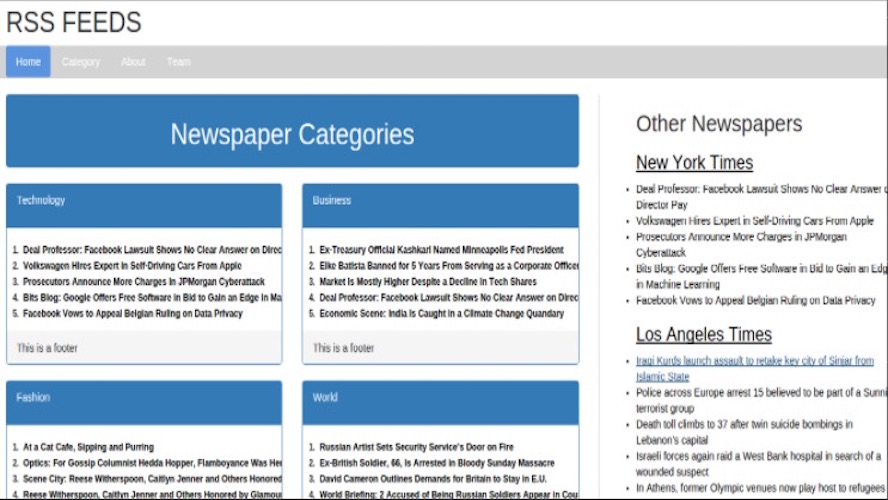 RSS FEEDS
Home Category About Team
Newspaper Categories
Technology
1. Deal Professor: Facebook Lawsuit Shows No Clear Answer on Direc
2. Volkswagen Hires Expert in Self-Driving Cars From Apple
3. Prosecutors Announce More Charges in JPMorgan Cyberattack
4. Bits Blog: Google Offers Free Software in Bid to Gain an Edge in Ma
5. Facebook Vows to Appeal Belgian Ruling on Data Privacy
This is a footer
Business
1. Ex-Treasury Official Kashkari Named Minneapolis Fed President
2. Eike Batista Banned for 5 Years From Serving as a Corporate Officer
3. Market Is Mostly Higher Despite a Decline in Tech Shares
4. Deal Professor: Facebook Lawsuit Shows No Clear Answer on Direc
5. Economic Scene: India Is Caught in a Climate Change Quandary
This is a footer
Fashion
1. At a Cat Cafe, Sipping and Purring
2. Optics: For Gossip Columnist Hedda Hopper, Flamboyance Was Her
3. Scene City: Reese Witherspoon, Caitlyn Jenner and Others Honored
4. Reese Witherspoon, Caitlyn Jenner and Others Honored by Glamou
World
1. Russian Artist Sets Security Service's Door on Fire
2. Ex-British Soldier, 66, Is Arrested in Bloody Sunday Massacre
3. David Cameron Outlines Demands for Britain to Stay in E.U.
4. World Briefing: 2 Accused of Being Russian Soldiers Appear in Cou
Other Newspapers
New York Times
• Deal Professor: Facebook Lawsuit Shows No Clear Answer
Director Pay
• Volkswagen Hires Expert in Self-Driving Cars From Apple
• Prosecutors Announce More Charges in JPMorgan
Cyberattack
• Bits Blog: Google Offers Free Software in Bid to Gain an Edg
in Machine Learning
• Facebook Vows to Appeal Belgian Ruling on Data Privacy
Los Angeles Times
• Iraqi Kurds launch assault to retake key city of Sinjar from
Islamic State
• Police across Europe arrest 15 believed to be part of a Sunni
terrorist group
• Death toll climbs to 37 after twin suicide bombings in
Lebanon's capital
• Israeli forces again raid a West Bank hospital in search of a
wounded suspect
• In Athens, former Olympic venues now play host to refugees